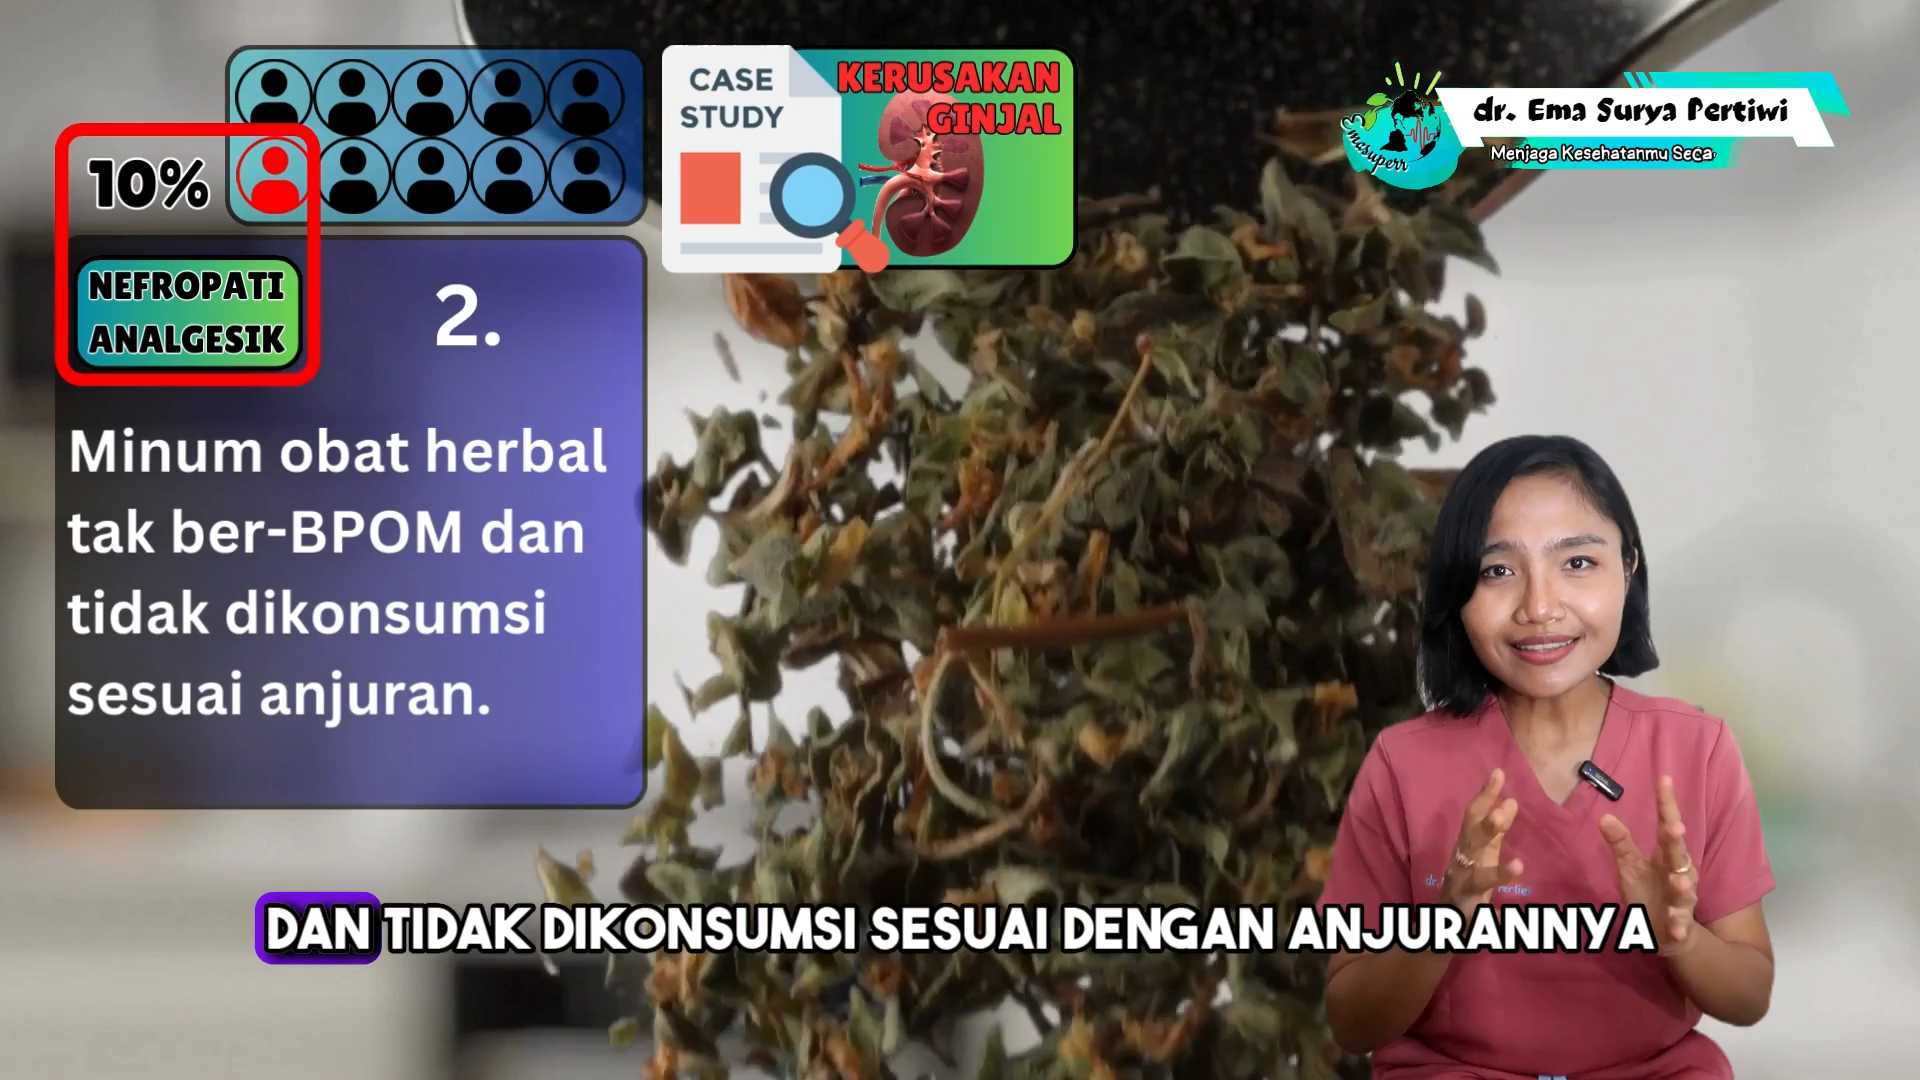 CASE
STUDY
KERUSAKAN
GINJAL
dr. Ema Surya Pertiwi
Menjaga Kesehatanmu Seca
emasuperr
10%
NEFROPATI
ANALGESIK
2.
Minum obat herbal
tak ber-BPOM dan
tidak dikonsumsi
sesuai anjuran.
DAN TIDAK DIKONSUMSI SESUAI DENGAN ANJURANNYA